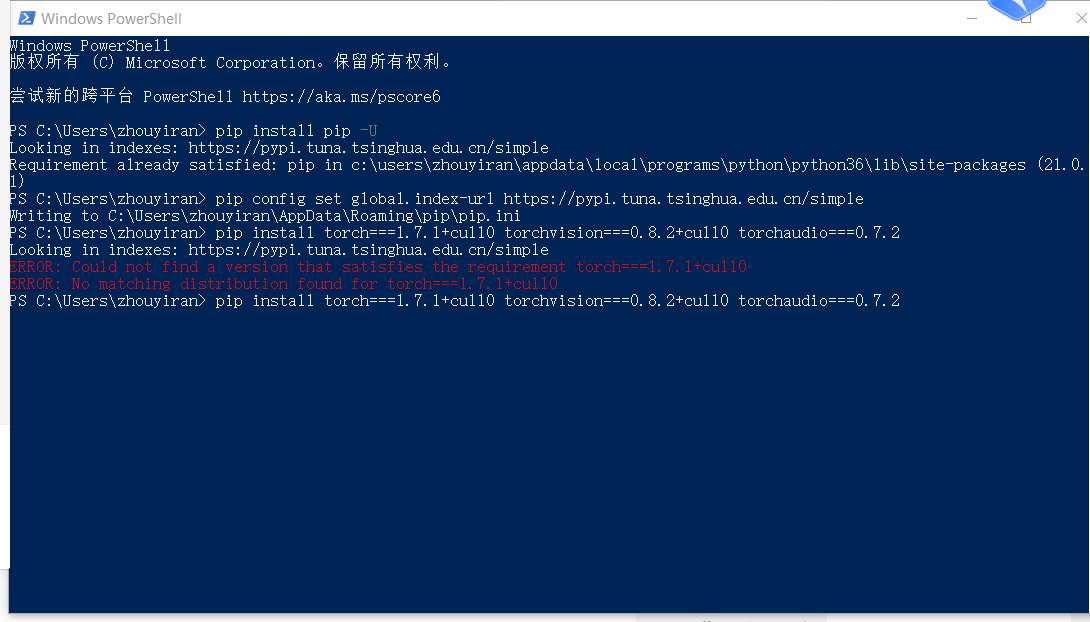 Windows PowerShell
Windows PowerShell
版权所有 (C) Microsoft Corporation。保留所有权利。
尝试新的跨平台 PowerShell https://aka.ms/pscore6
PS C:\Users\zhouyiran> pip install pip -U
Looking in indexes: https://pypi.tuna.tsinghua.edu.cn/simple
Requirement already satisfied: pip in c:\users\zhouyiran\appdata\local\programs\python\python36\lib\site-packages (21.0.
1)
PS C:\Users\zhouyiran> pip config set global.index-url https://pypi.tuna.tsinghua.edu.cn/simple
Writing to C:\Users\zhouyiran\AppData\Roaming\pip\pip.ini
PS C:\Users\zhouyiran> pip install torch===1.7.1+cu110 torchvision===0.8.2+cu110 torchaudio===0.7.2
Looking in indexes: https://pypi.tuna.tsinghua.edu.cn/simple
ERROR: Could not find a version that satisfies the requirement torch===1.7.1+cu110
ERROR: No matching distribution found for torch===1.7.1+cu110
PS C:\Users\zhouyiran> pip install torch===1.7.1+cu110 torchvision===0.8.2+cu110 torchaudio===0.7.2